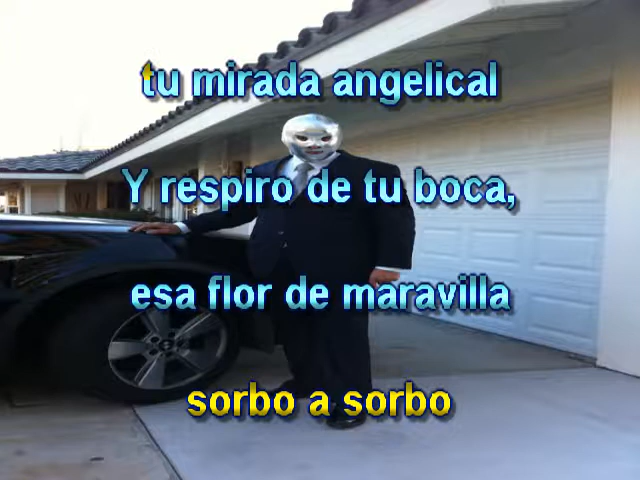 tu mirada angelical
Y respiro de tu boca,
esa flor de maravilla
sorbo a sorbo